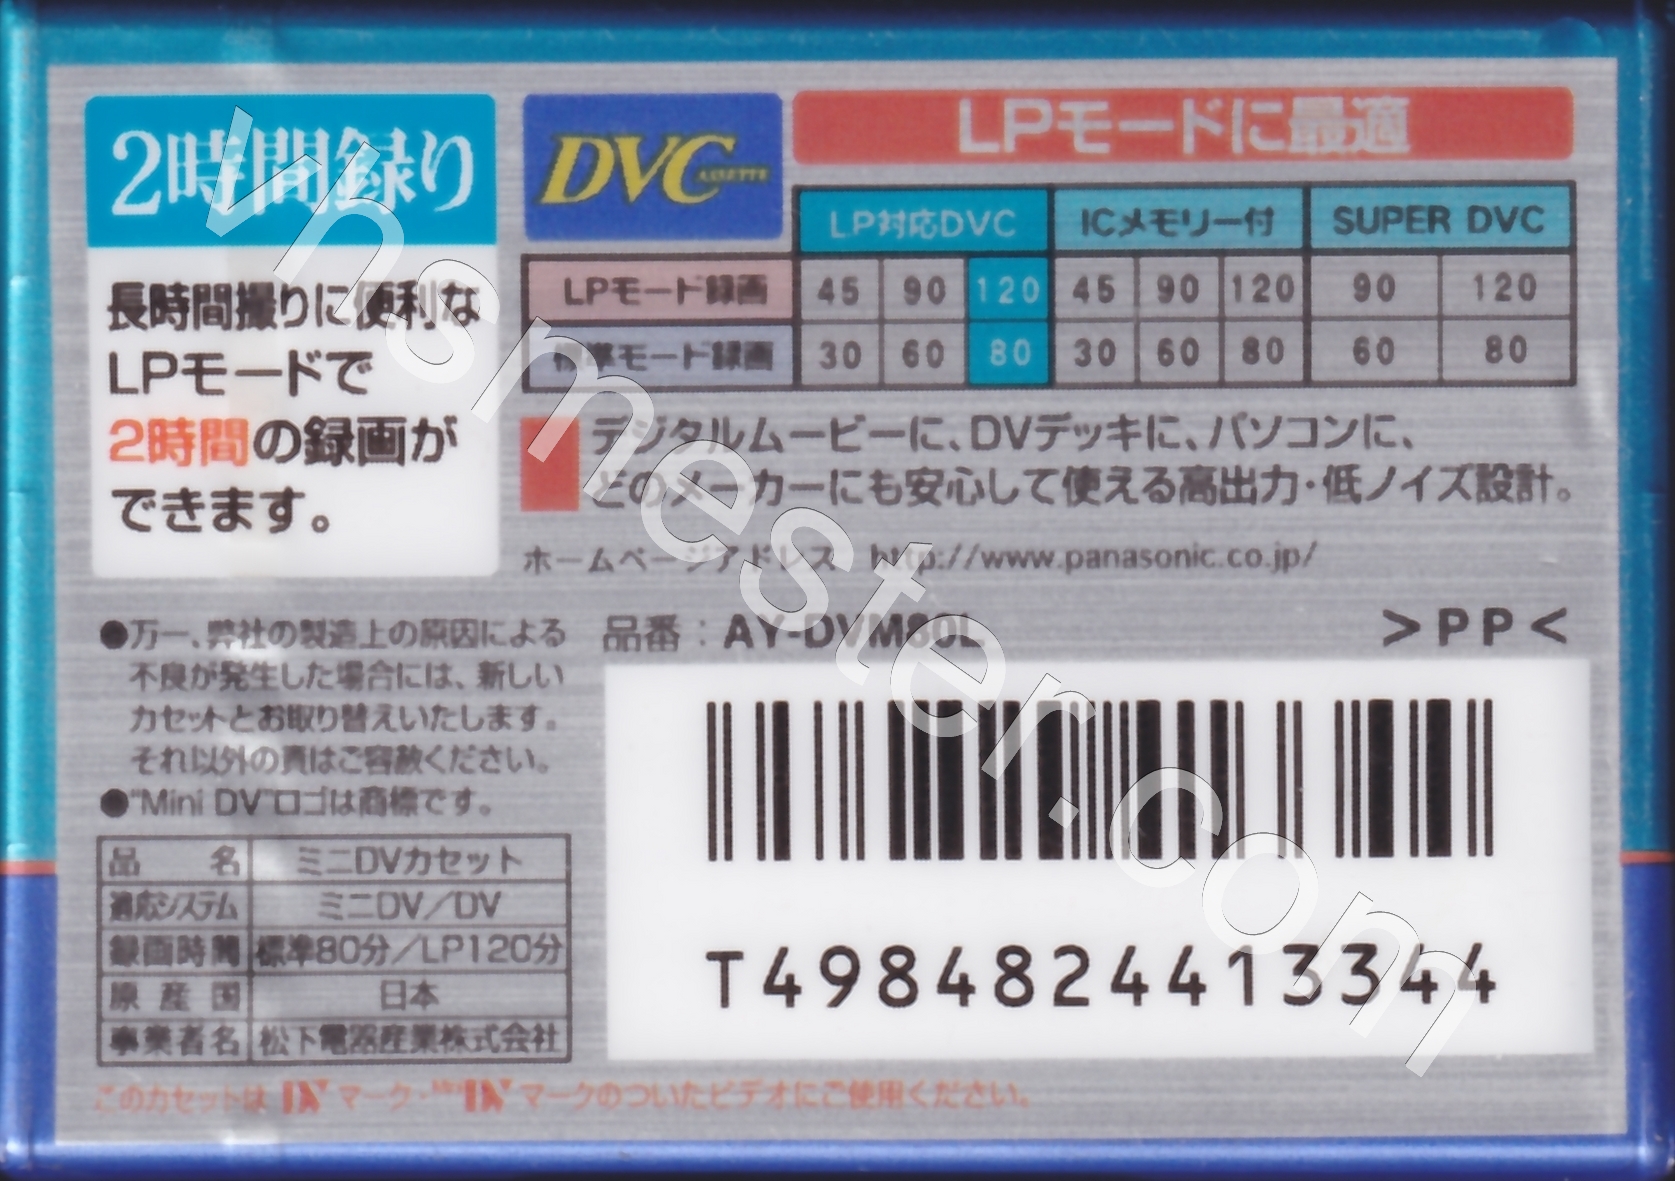 2時間録り
長時間撮りに便利な
LPモードで
2時間の録画が
できます。
DVC
CASSETTE
LPモードに最適
LP対応DVC ICメモリー付 SUPER DVC
LPモード録画 45 90 120 45 90 120 90 120
標準モード録画 30 60 80 30 60 80 60 80
デジタルムービーに、DVデッキに、パソコンに、
どのメーカーにも安心して使える高出力・低ノイズ設計。
ホームページアドレス http://www.panasonic.co.jp/
●万一、弊社の製造上の原因による
不良が発生した場合には、新しい
カセットとお取り替えいたします。
それ以外の責はご容赦ください。
●"Mini DV"ロゴは商標です。
品番：AY-DVM80L
>PP<
T4984824413344
品名 ミニDVカセット
適応システム ミニDV/DV
録画時間 標準80分/LP120分
原産国 日本
事業者名 松下電器産業株式会社
このカセットは DV マーク・Mini DV マークのついたビデオにご使用ください。
vhsmester.com